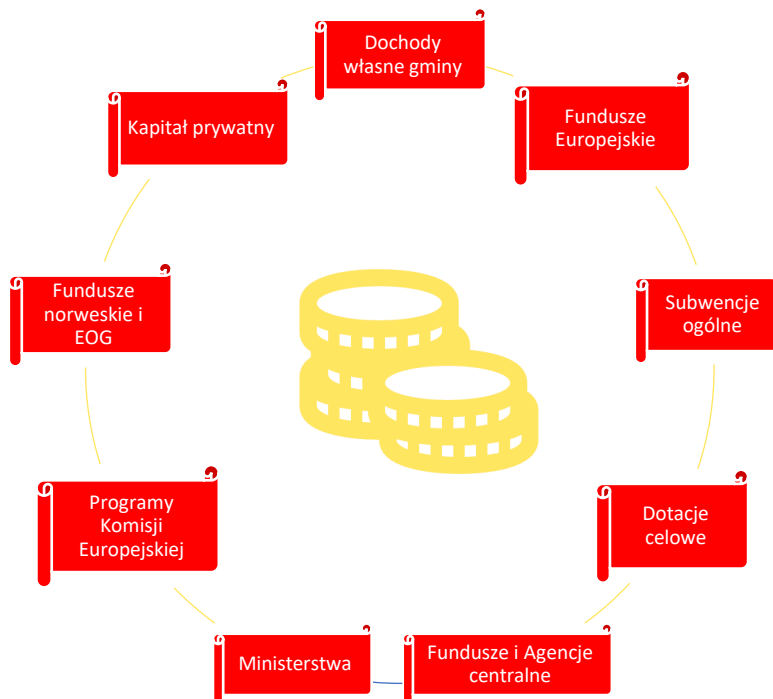 Dochody
własne gminy
Fundusze
Europejskie
Subwencje
ogólne
Dotacje
celowe
Fundusze i Agencje
centralne
Ministerstwa
Programy
Komisji
Europejskiej
Fundusze
norweskie i
EOG
Kapitał prywatny